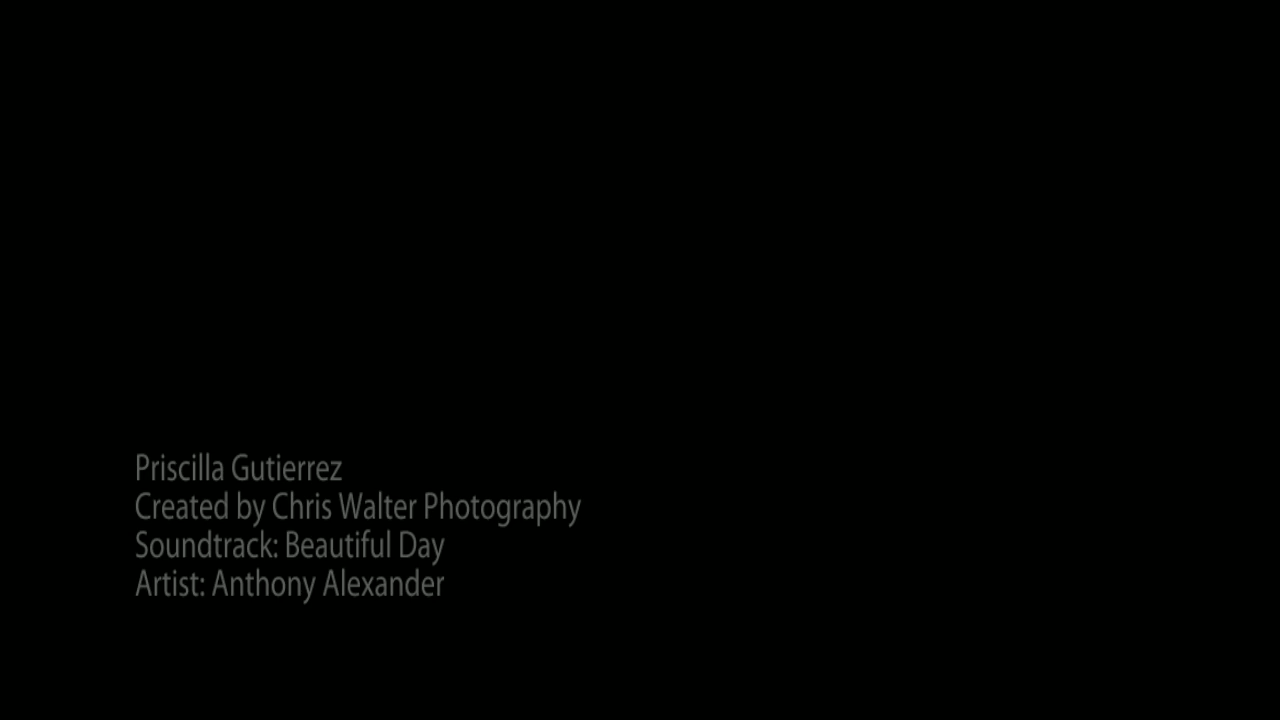 Priscilla Gutierrez
Created by Chris Walter Photography
Soundtrack: Beautiful Day
Artist: Anthony Alexander